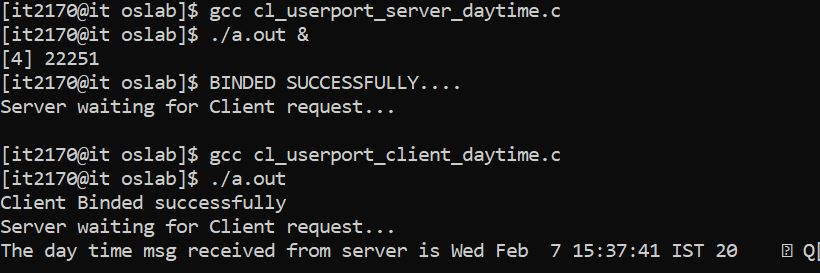 [it2170@it oslab]$ gcc cl_userport_server_daytime.c
[it2170@it oslab]$ ./a.out &
[4] 22251
[it2170@it oslab]$ BINDED SUCCESSFULLY....
Server waiting for Client request...
[it2170@it oslab]$ gcc cl_userport_client_daytime.c
[it2170@it oslab]$ ./a.out
Client Binded successfully
Server waiting for Client request...
The day time msg received from server is Wed Feb  7 15:37:41 IST 20